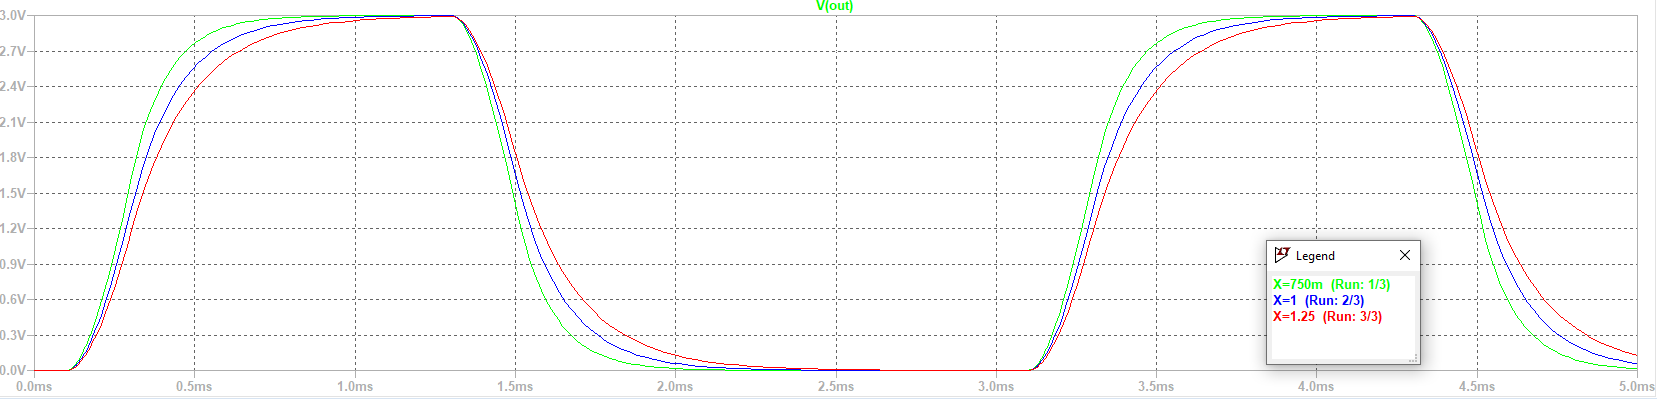 V(out)
3.0V
2.7V
2.4V
2.1V
1.8V
1.5V
1.2V
0.9V
0.6V
0.3V
0.0V
0.0ms 0.5ms 1.0ms 1.5ms 2.0ms 2.5ms 3.0ms 3.5ms 4.0ms 4.5ms 5.0ms
Legend
X=750m (Run: 1/3)
X=1 (Run: 2/3)
X=1.25 (Run: 3/3)